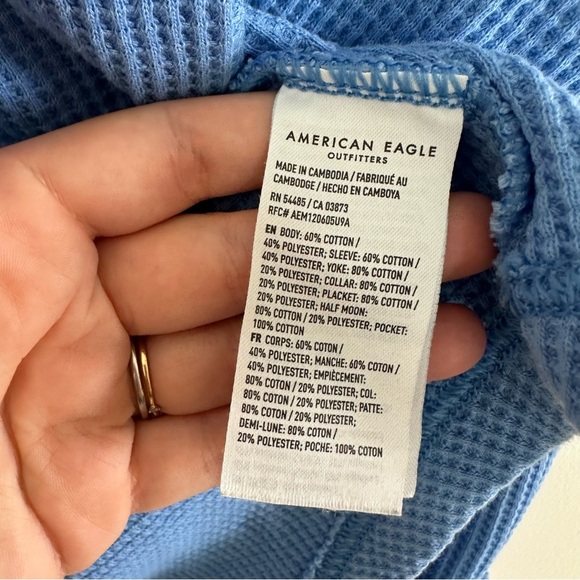 AMERICAN EAGLE
OUTFITTERS
MADE IN CAMBODIA / FABRIQUÉ AU
CAMBODGE / HECHO EN CAMBOYA
RN 54485 / CA 03873
RFC# AEM120605U9A
EN BODY: 60% COTTON /
40% POLYESTER; SLEEVE: 60% COTTON /
40% POLYESTER; YOKE: 80% COTTON /
20% POLYESTER; COLLAR: 80% COTTON /
20% POLYESTER; PLACKET: 80% COTTON /
20% POLYESTER; HALF MOON:
80% COTTON / 20% POLYESTER; POCKET:
100% COTTON
FR CORPS: 60% COTON /
40% POLYESTER; MANCHE: 60% COTON /
40% POLYESTER; EMPIÈCEMENT:
80% COTON / 20% POLYESTER; COL:
80% COTON / 20% POLYESTER; PATTE:
80% COTON / 20% POLYESTER;
DEMI-LUNE: 80% COTON /
20% POLYESTER; POCHE: 100% COTON